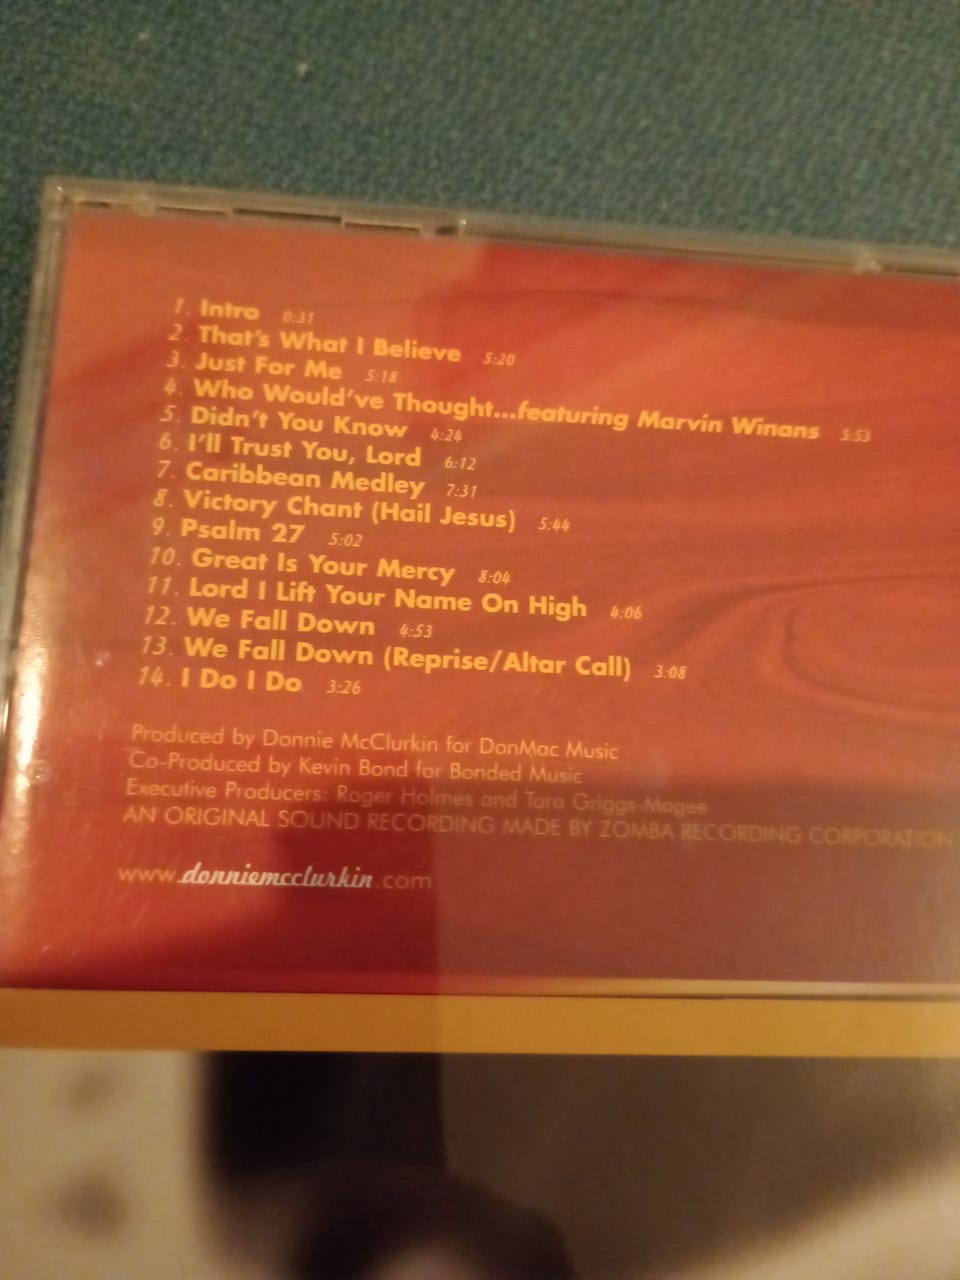 1. Intro 0:31
2. That's What I Believe 5:20
3. Just For Me 5:18
4. Who Would've Thought...featuring Marvin Winans 5:53
5. Didn't You Know 4:24
6. I'll Trust You, Lord 6:12
7. Caribbean Medley 7:31
8. Victory Chant (Hail Jesus) 5:44
9. Psalm 27 5:02
10. Great Is Your Mercy 8:04
11. Lord I Lift Your Name On High 4:06
12. We Fall Down 4:53
13. We Fall Down (Reprise/Altar Call) 3:08
14. I Do I Do 3:26
Produced by Donnie McClurkin for DonMac Music
Co-Produced by Kevin Bond for Bonded Music
Executive Producers: Roger Holmes and Tara Griggs-Magee
AN ORIGINAL SOUND RECORDING MADE BY ZOMBA RECORDING CORPORATION
www.donniemcclurkin.com